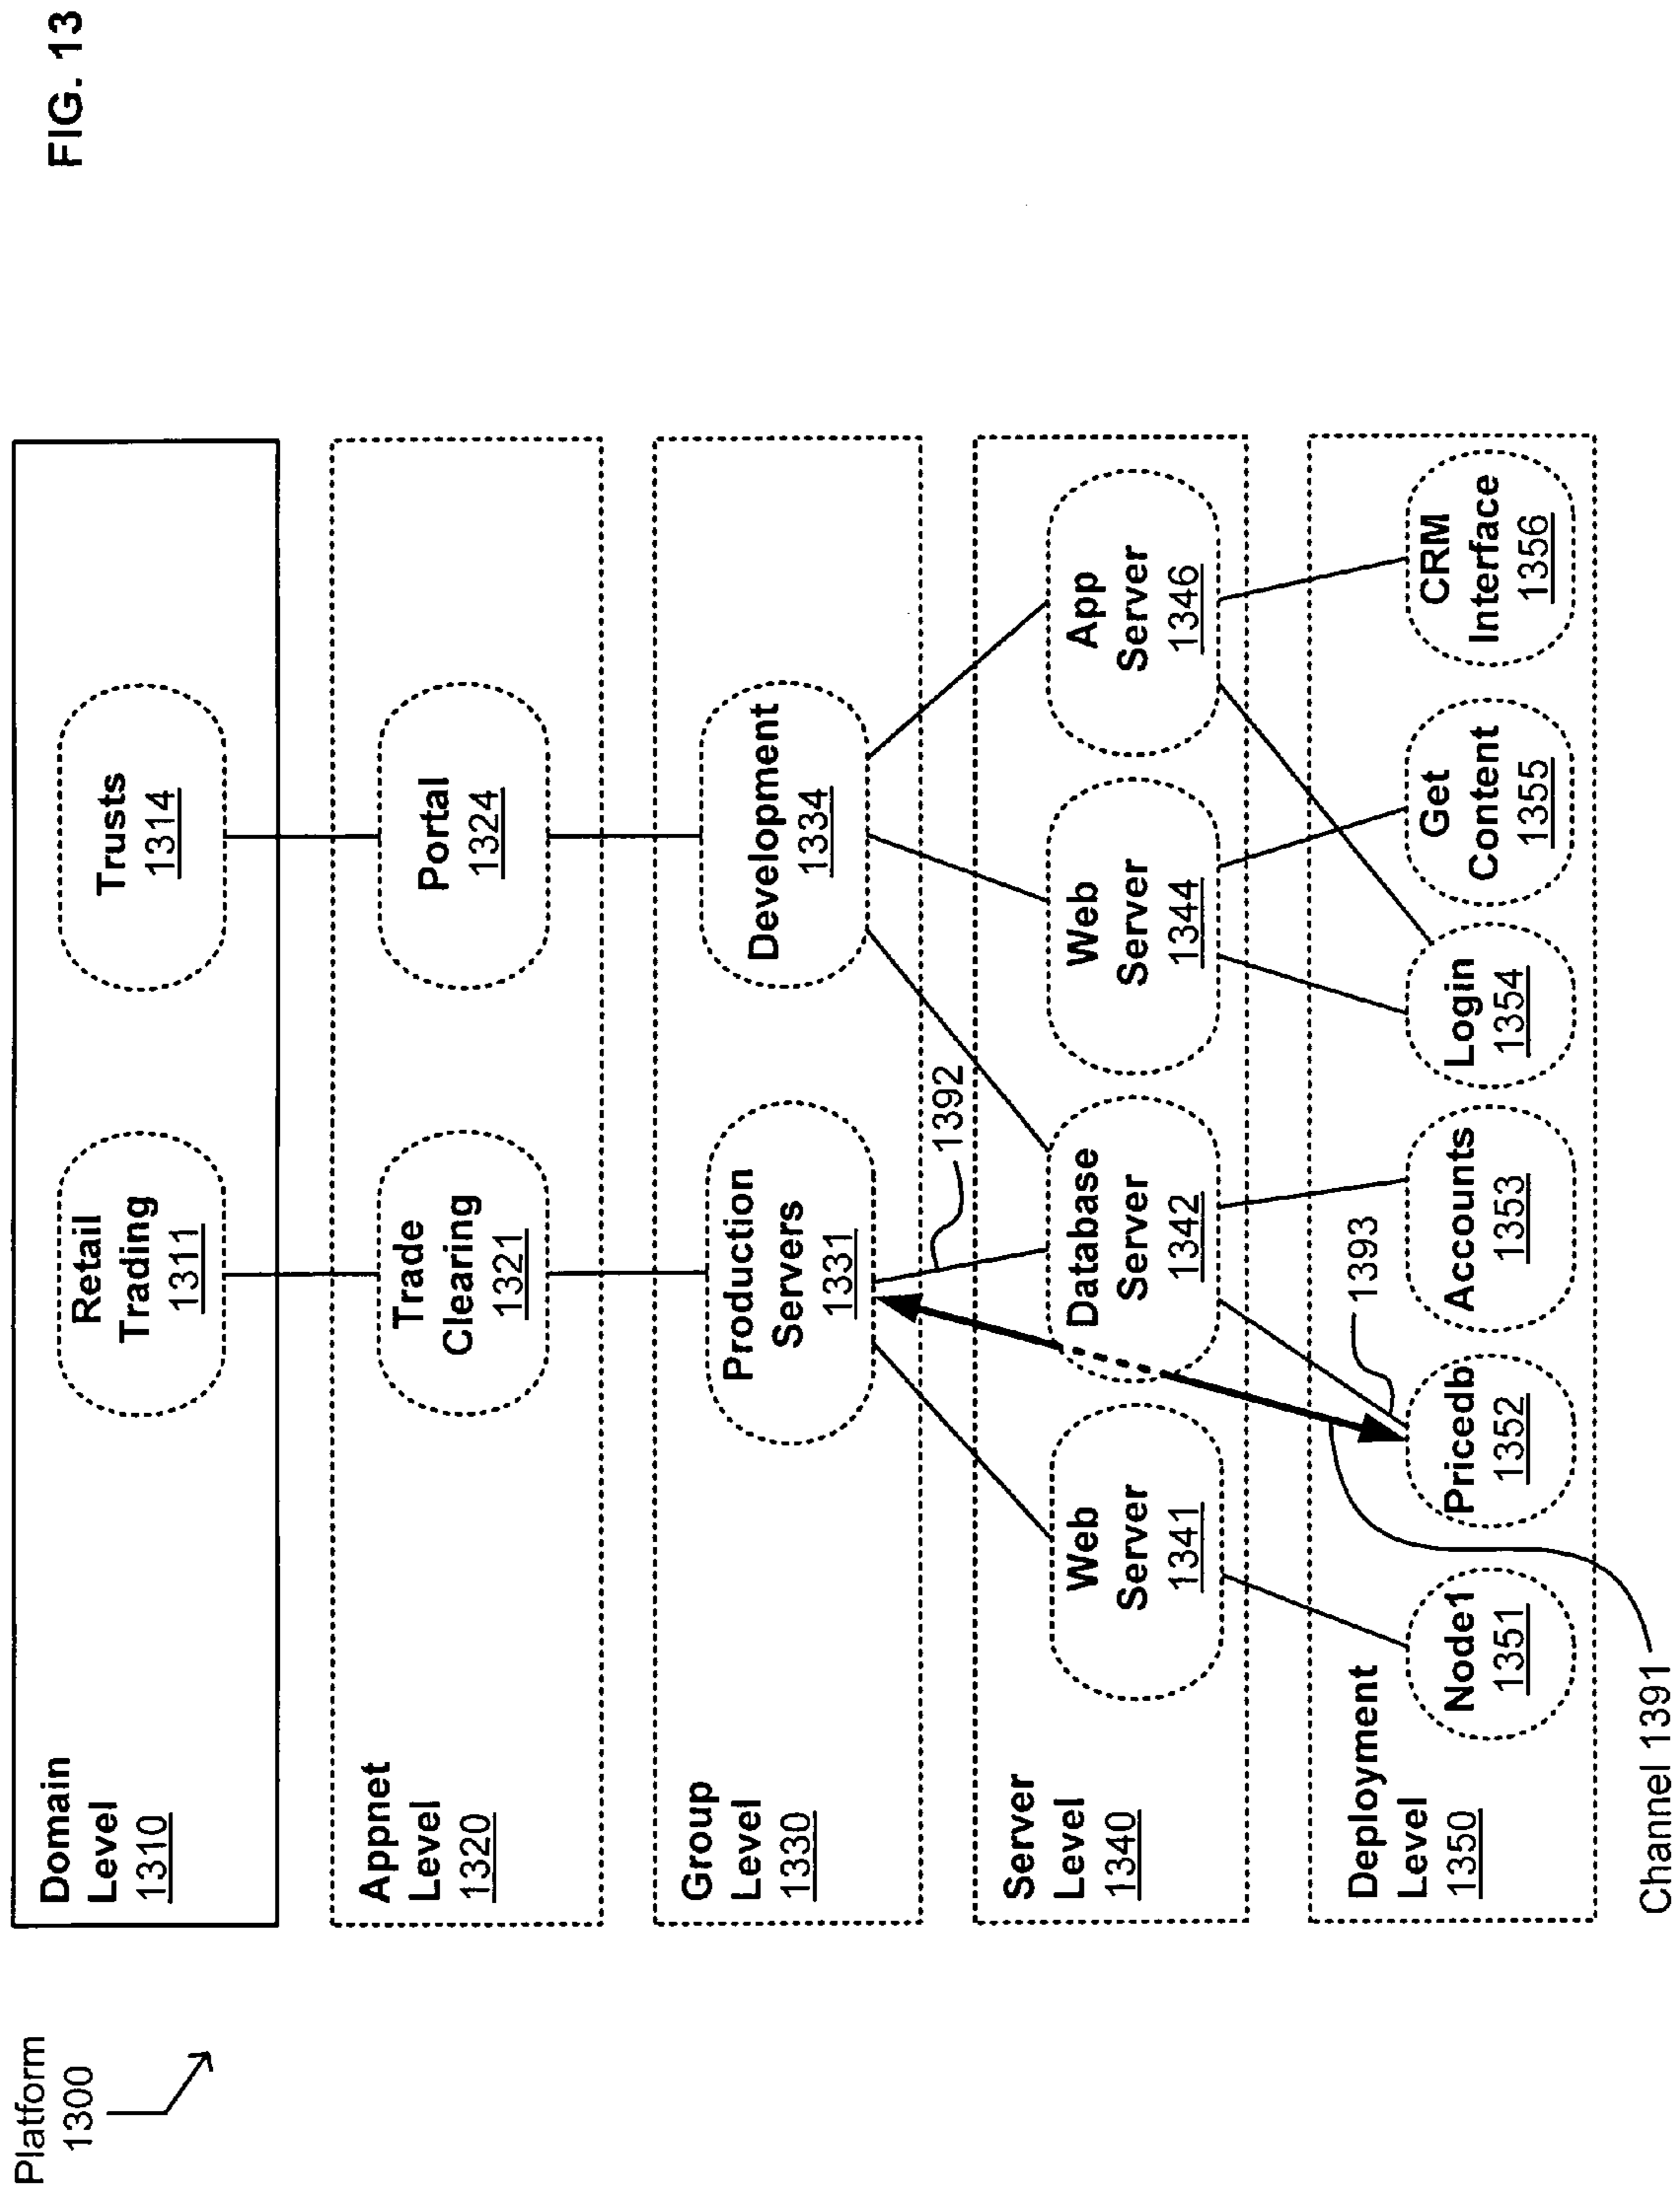 FIG. 13
Platform
1300
Domain
Level
1310
Retail
Trading
1311
Trusts
1314
Appnet
Level
1320
Trade
Clearing
1321
Portal
1324
Group
Level
1330
Production
Servers
1331
Development
1334
1392
Server
Level
1340
Web
Server
1341
Database
Server
1342
Web
Server
1344
App
Server
1346
1393
Deployment
Level
1350
Node1
1351
Pricedb
1352
Accounts
1353
Login
1354
Get
Content
1355
CRM
Interface
1356
Channel 1391